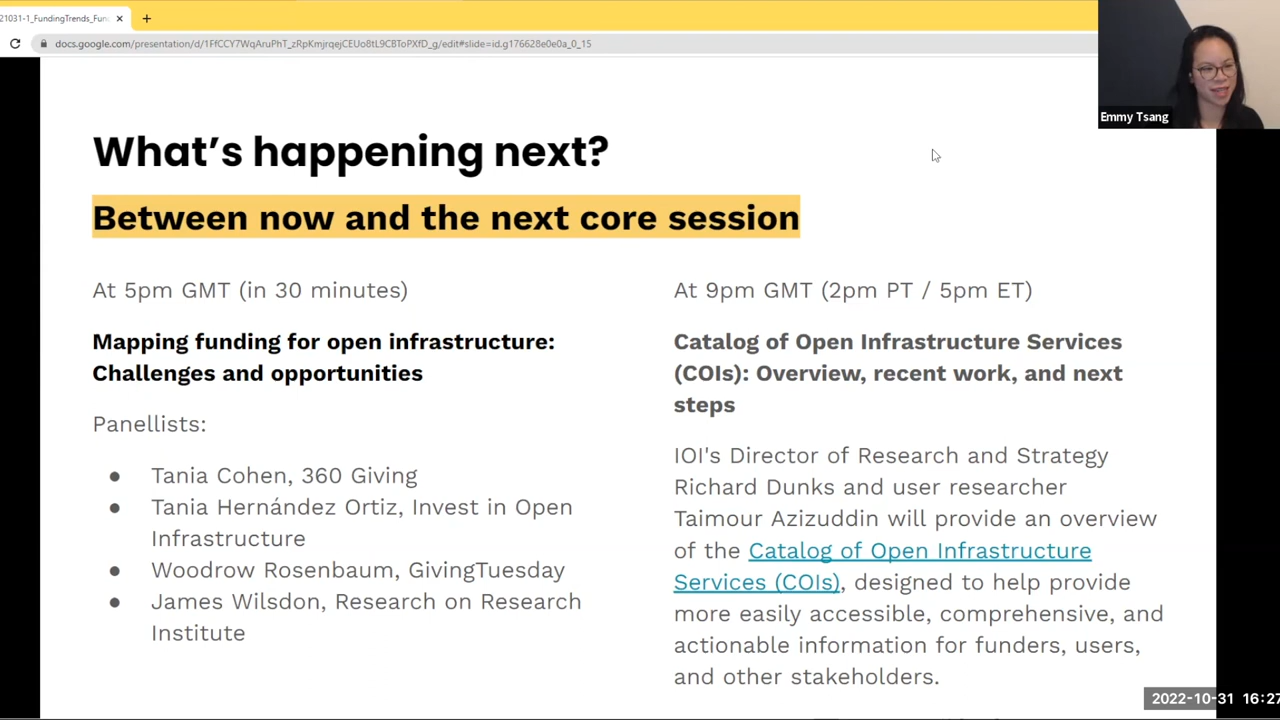 21031-1_FundingTrends_Fun
docs.google.com/presentation/d/1FfCCY7WqAruPhT_zRpKmjrqejCEUo8tL9CBToPXfD_g/edit#slide=id.g176628e0e0a_0_15
Emmy Tsang
What's happening next?
Between now and the next core session
At 5pm GMT (in 30 minutes)
Mapping funding for open infrastructure:
Challenges and opportunities
Panellists:
● Tania Cohen, 360 Giving
● Tania Hernández Ortiz, Invest in Open
Infrastructure
● Woodrow Rosenbaum, GivingTuesday
● James Wilsdon, Research on Research
Institute
At 9pm GMT (2pm PT / 5pm ET)
Catalog of Open Infrastructure Services
(COIs): Overview, recent work, and next
steps
IOI's Director of Research and Strategy
Richard Dunks and user researcher
Taimour Azizuddin will provide an overview
of the Catalog of Open Infrastructure
Services (COIs), designed to help provide
more easily accessible, comprehensive, and
actionable information for funders, users,
and other stakeholders.
2022-10-31 16:27